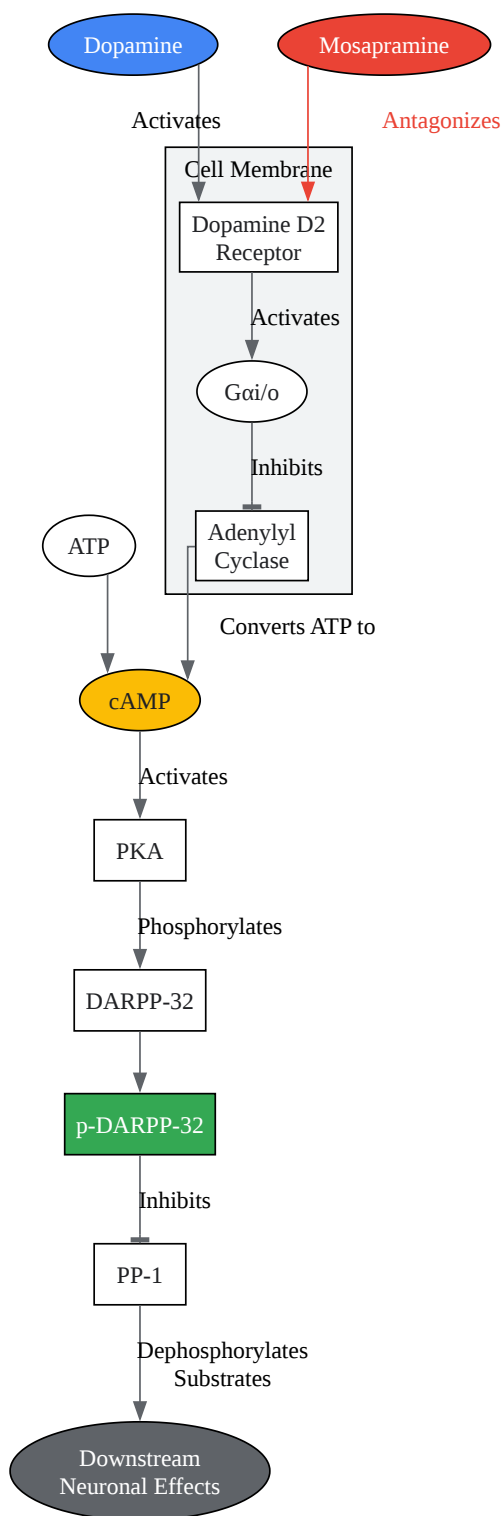 Dopamine
Mosapramine
Activates
Antagonizes
Cell Membrane
Dopamine D2
Receptor
Activates
Gαi/o
Inhibits
ATP
Adenylyl
Cyclase
Converts ATP to
cAMP
Activates
PKA
Phosphorylates
DARPP-32
p-DARPP-32
Inhibits
PP-1
Dephosphorylates
Substrates
Downstream
Neuronal Effects